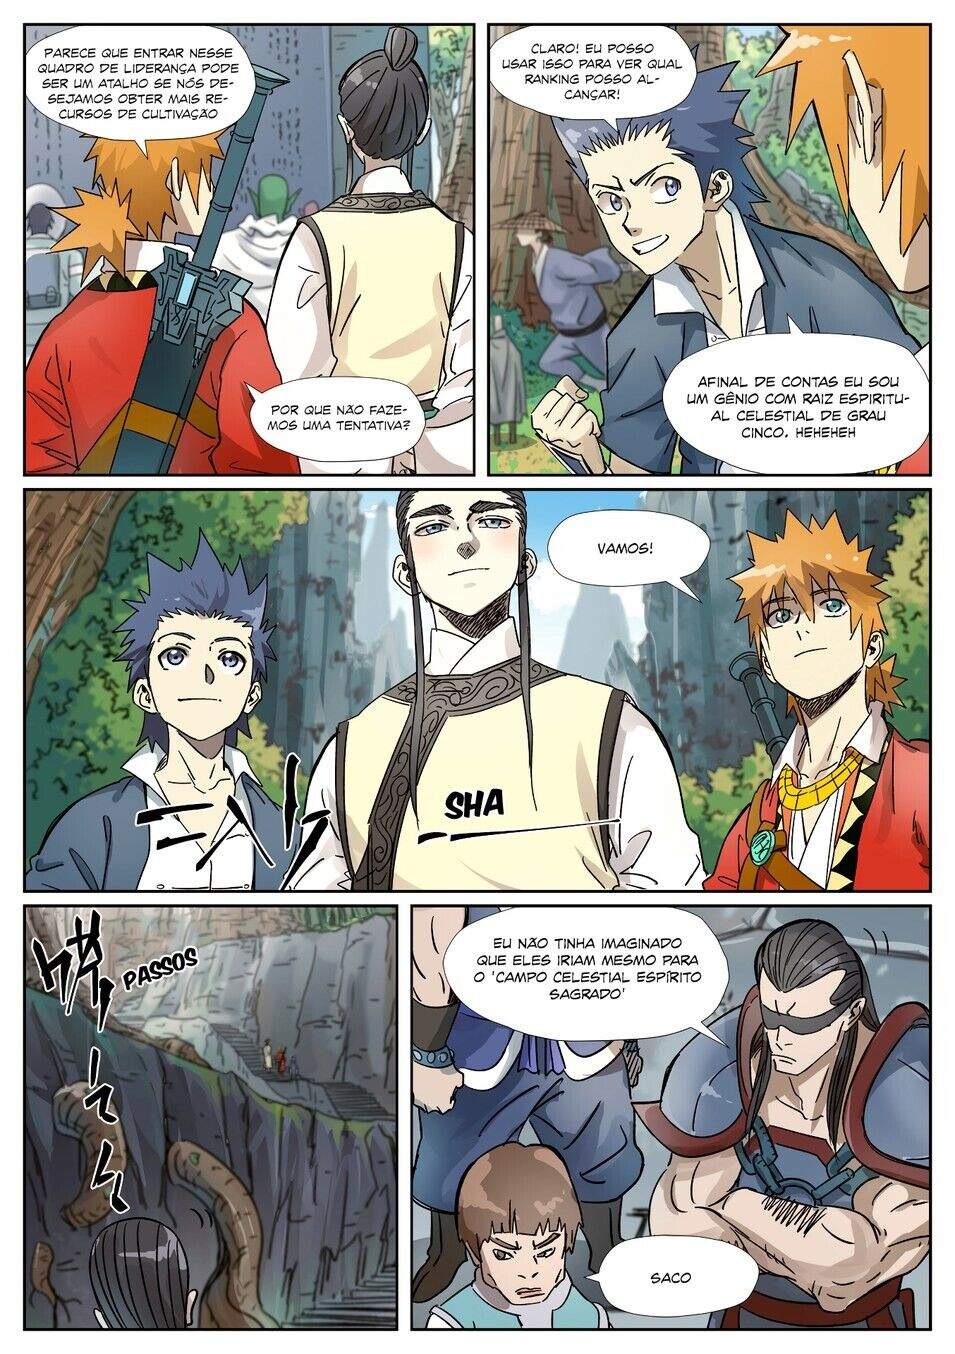 PARECE QUE ENTRAR NESSE
QUADRO DE LIDERANÇA PODE
SER UM ATALHO SE NÓS DE-
SEJAMOS OBTER MAIS RE-
CURSOS DE CULTIVAÇÃO
POR QUE NÃO FAZE-
MOS UMA TENTATIVA?
CLARO! EU POSSO
USAR ISSO PARA VER QUAL
RANKING POSSO AL-
CANÇAR!
AFINAL DE CONTAS EU SOU
UM GÊNIO COM RAIZ ESPIRITU-
AL CELESTIAL DE GRAU
CINCO, HEHEHEH
VAMOS!
SHA
PASSOS
EU NÃO TINHA IMAGINADO
QUE ELES IRIAM MESMO PARA
O 'CAMPO CELESTIAL ESPÍRITO
SAGRADO'
SACO